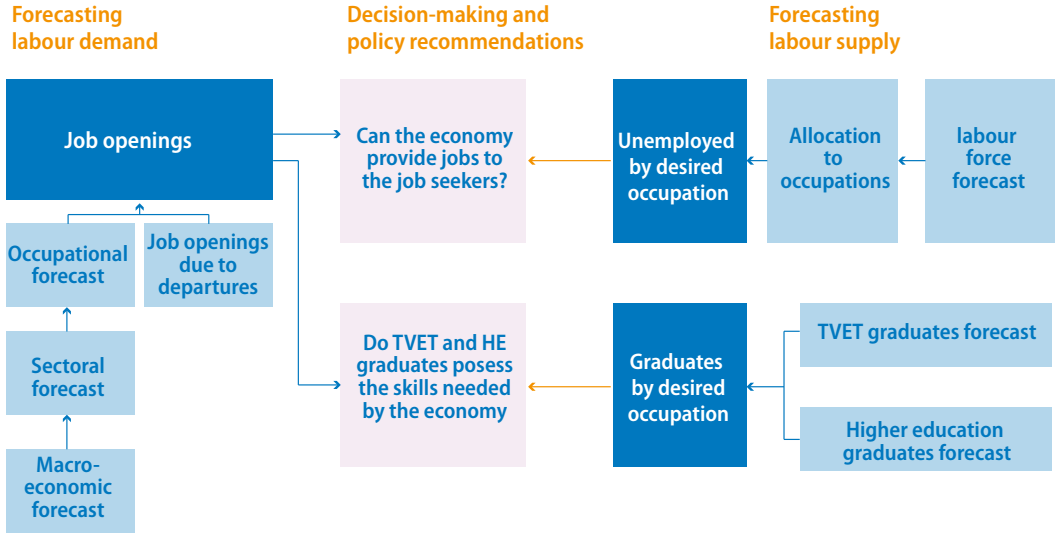 Forecasting
labour demand
Decision-making and
policy recommendations
Forecasting
labour supply
Job openings
Can the economy
provide jobs to
the job seekers?
Unemployed
by desired
occupation
Allocation
to
occupations
labour
force
forecast
Occupational
forecast
Job openings
due to
departures
Sectoral
forecast
Macro-
economic
forecast
Do TVET and HE
graduates posess
the skills needed
by the economy
Graduates
by desired
occupation
TVET graduates forecast
Higher education
graduates forecast